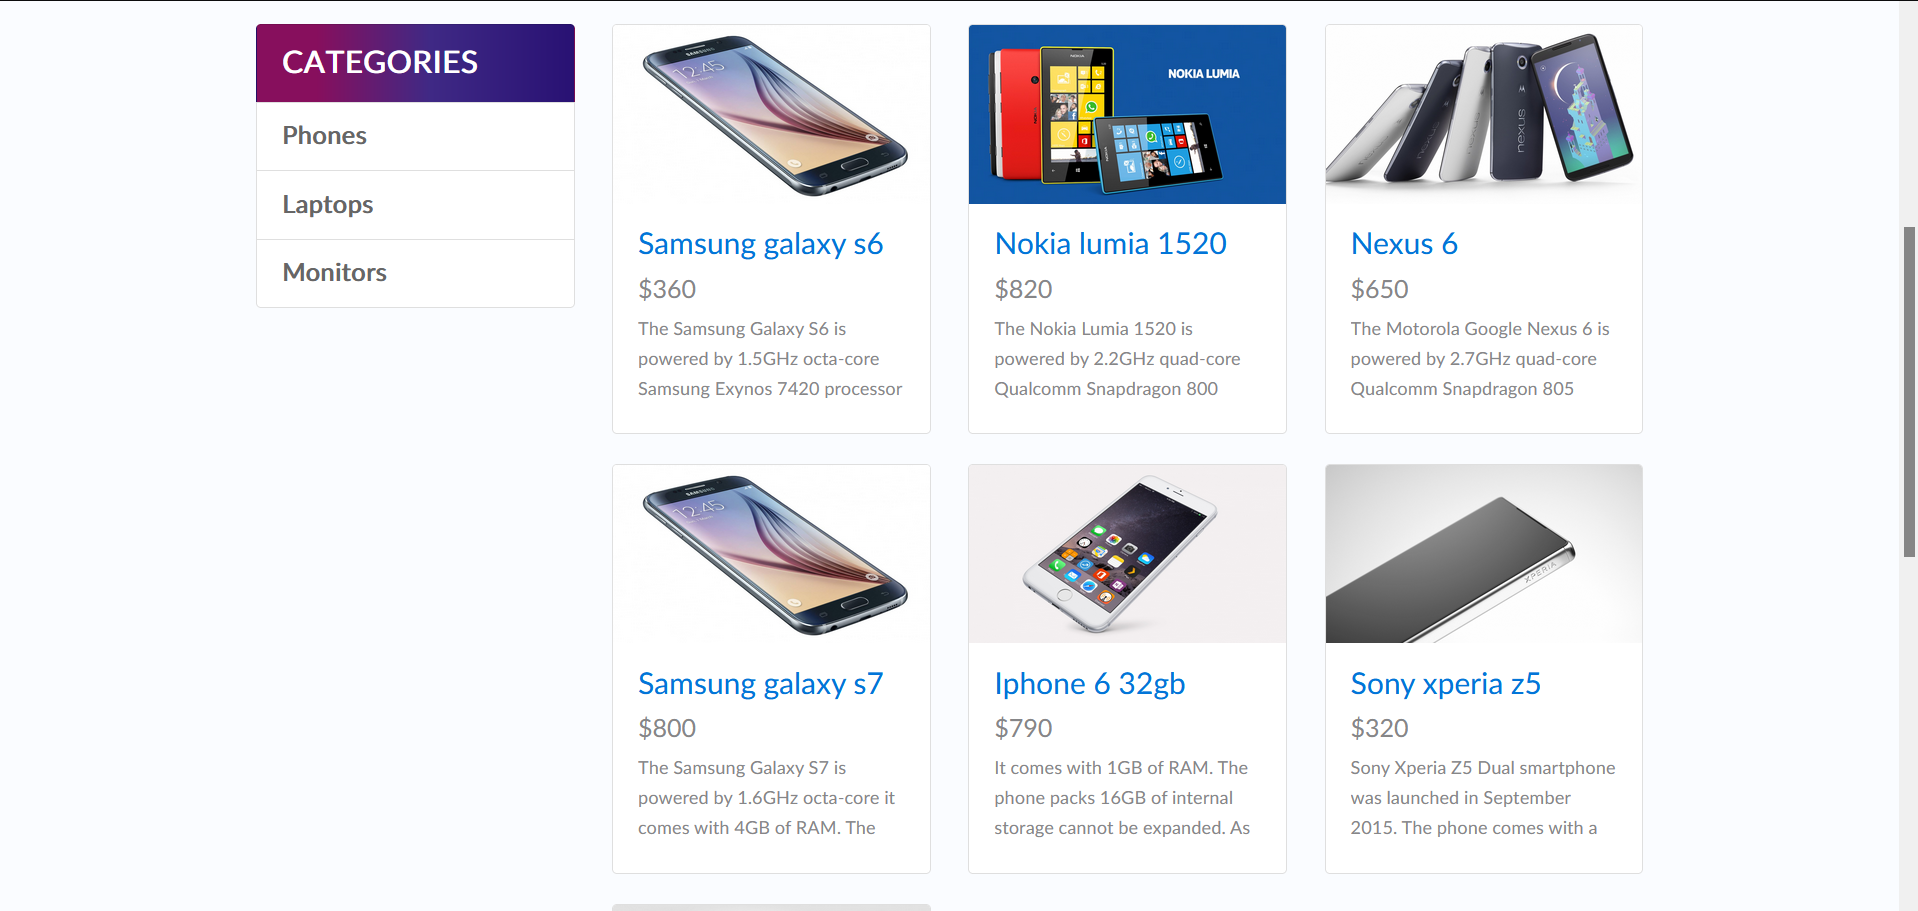 CATEGORIES
Phones
Laptops
Monitors
SAMSUNG
12:45
Samsung galaxy s6
$360
The Samsung Galaxy S6 is
powered by 1.5GHz octa-core
Samsung Exynos 7420 processor
NOKIA LUMIA
NOKIA
Nokia lumia 1520
$820
The Nokia Lumia 1520 is
powered by 2.2GHz quad-core
Qualcomm Snapdragon 800
nexus
Nexus 6
$650
The Motorola Google Nexus 6 is
powered by 2.7GHz quad-core
Qualcomm Snapdragon 805
SAMSUNG
12:45
Samsung galaxy s7
$800
The Samsung Galaxy S7 is
powered by 1.6GHz octa-core it
comes with 4GB of RAM. The
Iphone 6 32gb
$790
It comes with 1GB of RAM. The
phone packs 16GB of internal
storage cannot be expanded. As
XPERIA
Sony xperia z5
$320
Sony Xperia Z5 Dual smartphone
was launched in September
2015. The phone comes with a